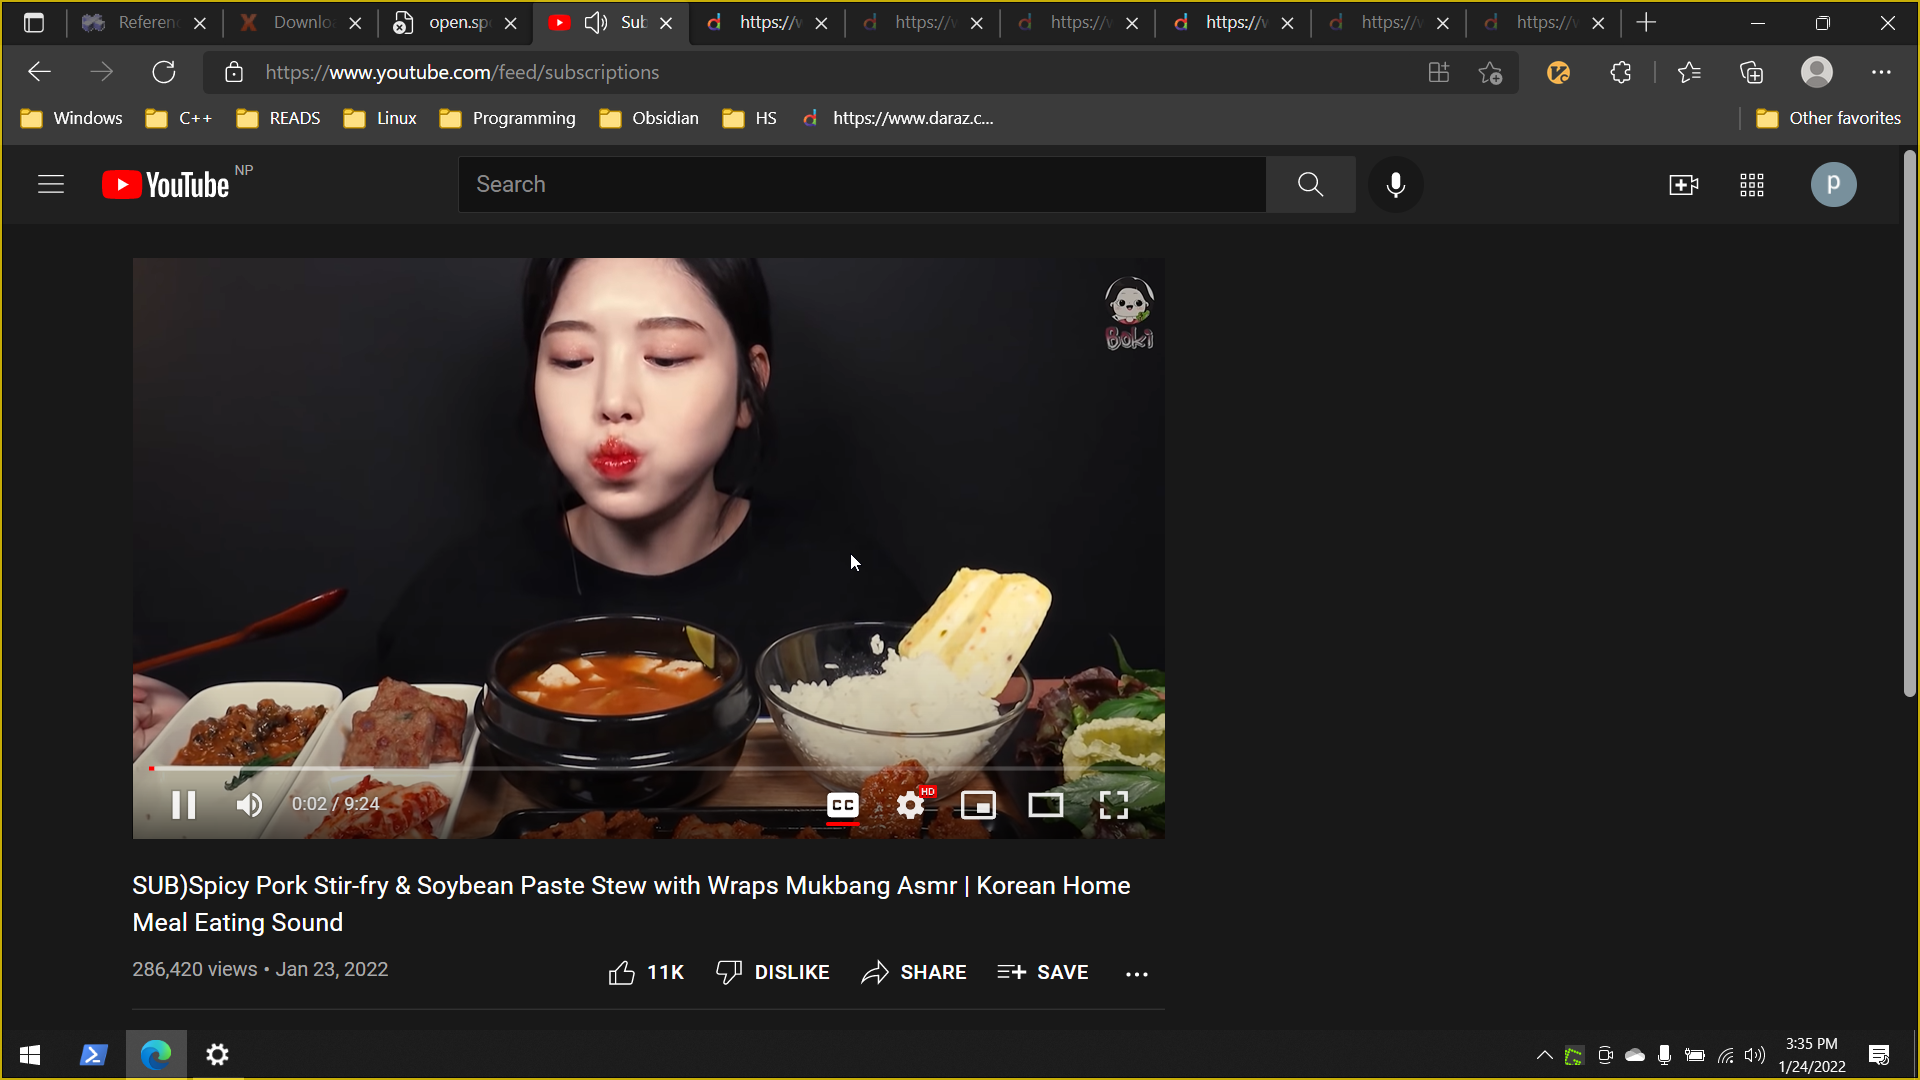 Referen
Downlo
open.sp
Sub
https://w
https://w
https://w
https://w
https://w
https://w
https://www.youtube.com/feed/subscriptions
Windows
C++
READS
Linux
Programming
Obsidian
HS
https://www.daraz.c...
Other favorites
YouTube NP
Search
p
Boki
0:02 / 9:24
CC
HD
SUB)Spicy Pork Stir-fry & Soybean Paste Stew with Wraps Mukbang Asmr | Korean Home
Meal Eating Sound
286,420 views • Jan 23, 2022
11K
DISLIKE
SHARE
SAVE
3:35 PM
1/24/2022